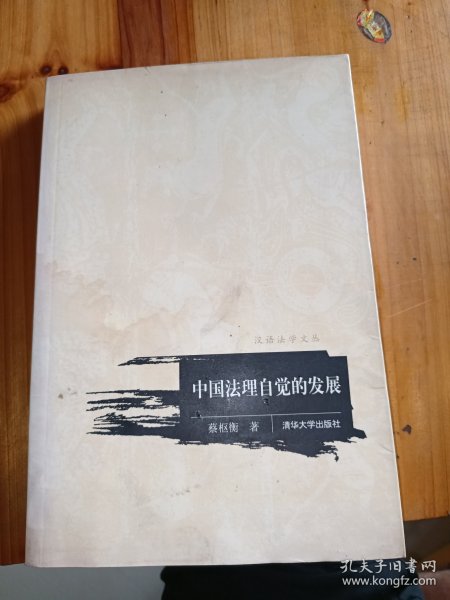 汉语法学文丛
中国法理自觉的发展
蔡枢衡 著 清华大学出版社
孔夫子旧书网
www.kongfz.com